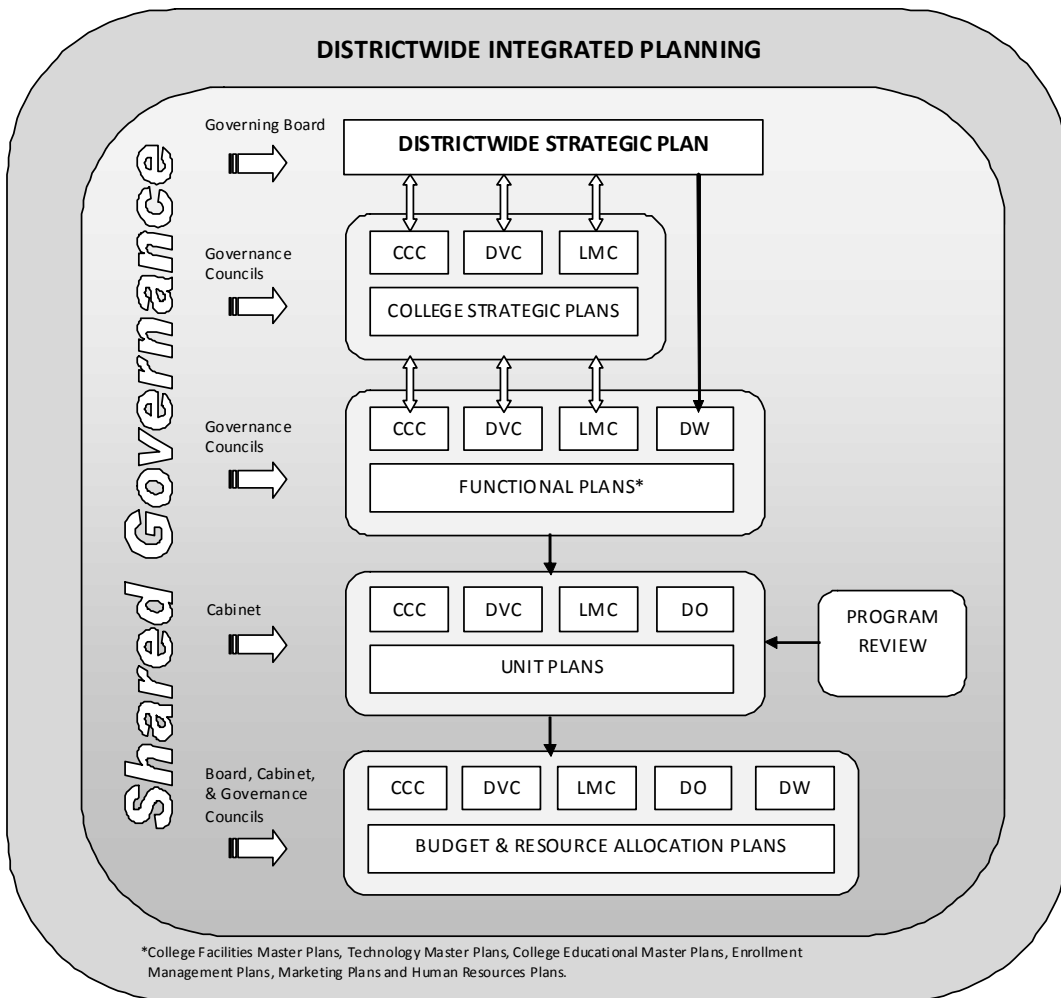 DISTRICTWIDE INTEGRATED PLANNING
Shared Governance
Governing Board
DISTRICTWIDE STRATEGIC PLAN
Governance
Councils
CCC
DVC
LMC
COLLEGE STRATEGIC PLANS
Governance
Councils
CCC
DVC
LMC
DW
FUNCTIONAL PLANS*
Cabinet
CCC
DVC
LMC
DO
UNIT PLANS
PROGRAM
REVIEW
Board, Cabinet,
& Governance
Councils
CCC
DVC
LMC
DO
DW
BUDGET & RESOURCE ALLOCATION PLANS
*College Facilities Master Plans, Technology Master Plans, College Educational Master Plans, Enrollment
Management Plans, Marketing Plans and Human Resources Plans.